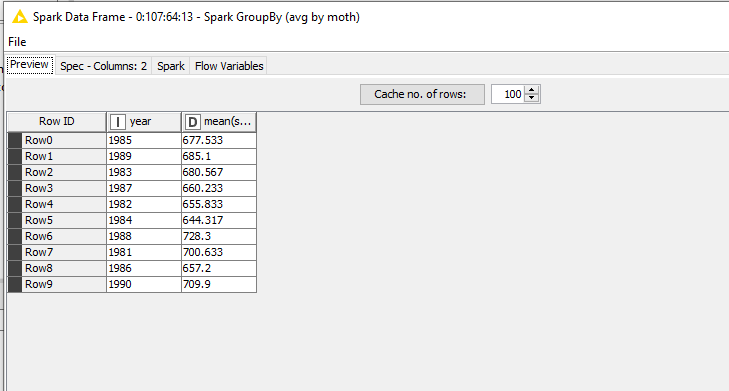 Spark Data Frame - 0:107:64:13 - Spark GroupBy (avg by moth)
File
Preview Spec - Columns: 2 Spark Flow Variables
Cache no. of rows: 100
Row ID I year D mean(s...
Row0 1985 677.533
Row1 1989 685.1
Row2 1983 680.567
Row3 1987 660.233
Row4 1982 655.833
Row5 1984 644.317
Row6 1988 728.3
Row7 1981 700.633
Row8 1986 657.2
Row9 1990 709.9